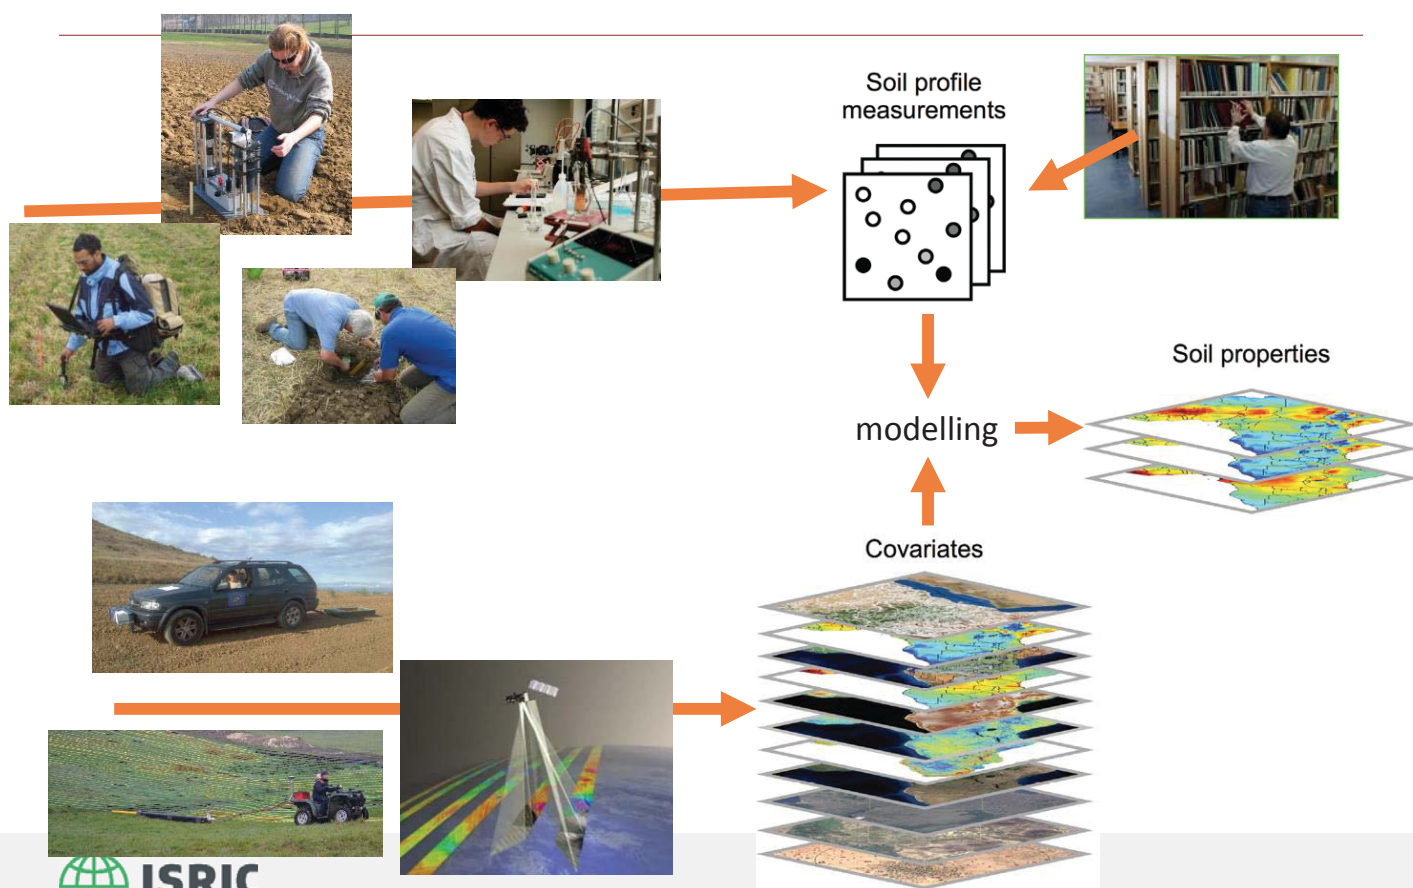 Soil profile
measurements
Soil properties
modelling
Covariates
ISRIC